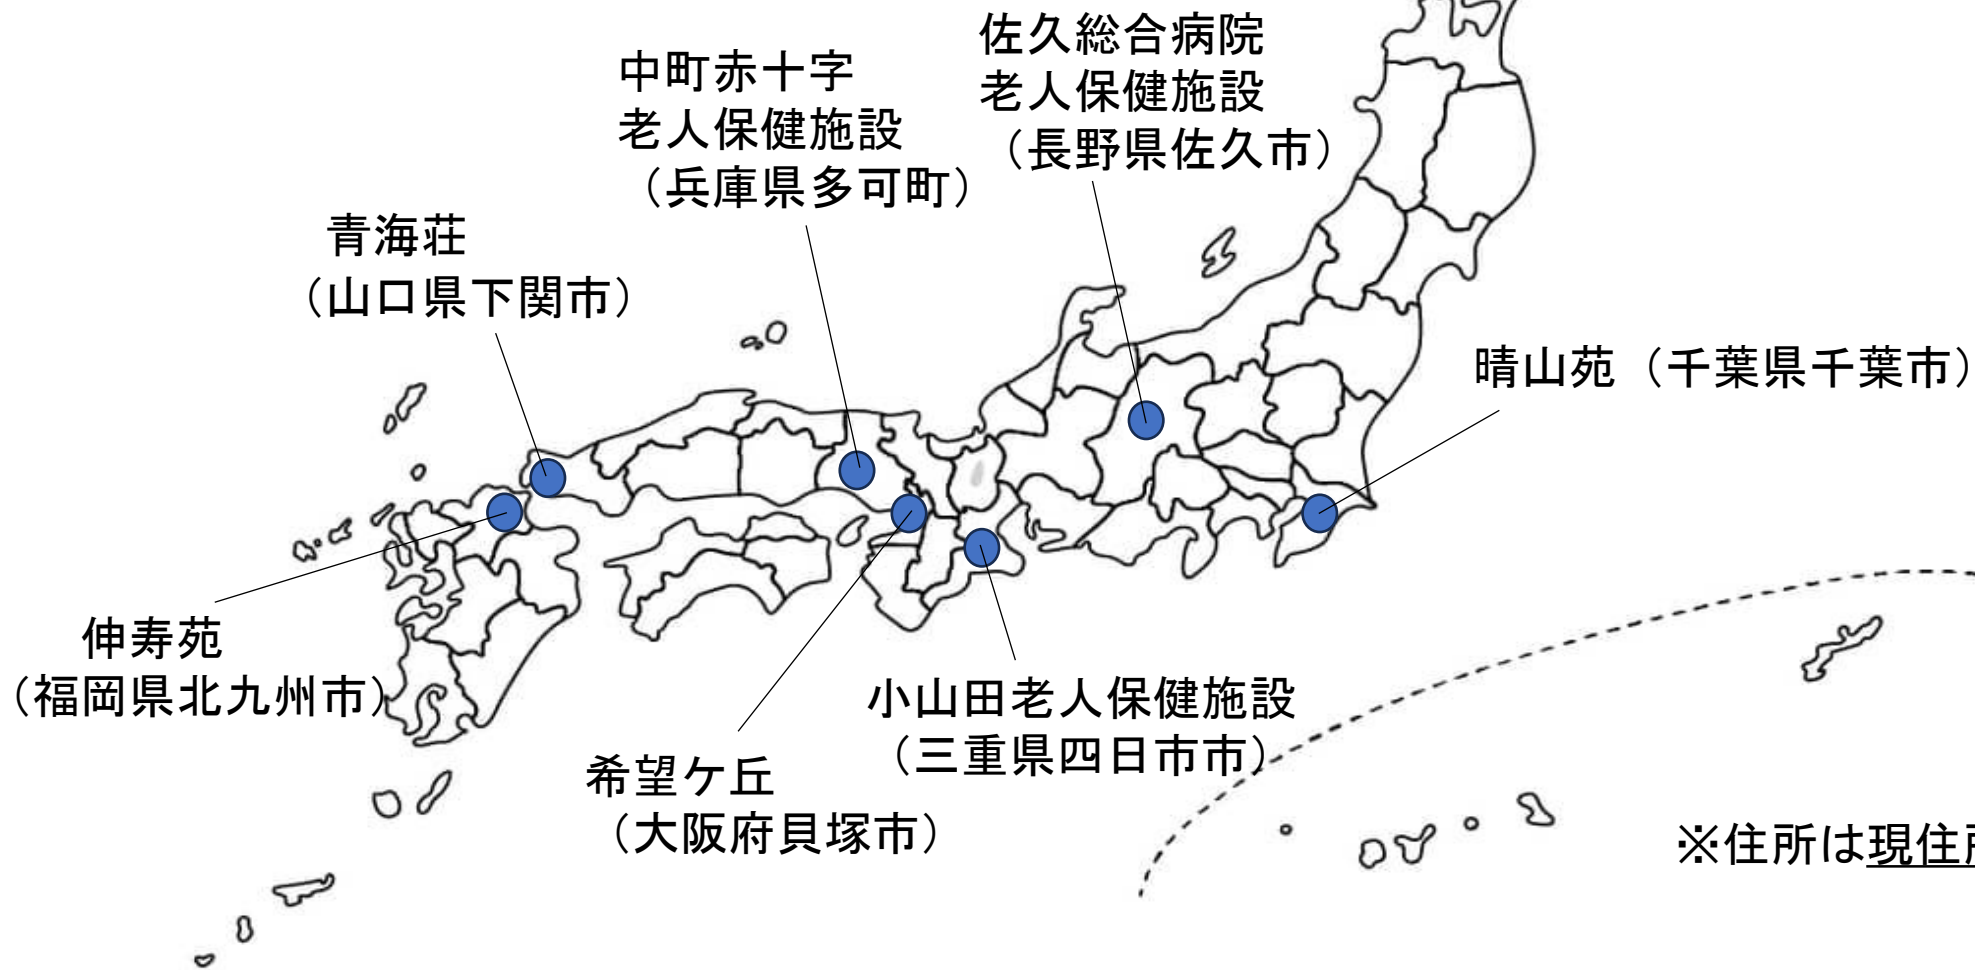 佐久総合病院
老人保健施設
（長野県佐久市）
中町赤十字
老人保健施設
（兵庫県多可町）
青海荘
（山口県下関市）
晴山苑（千葉県千葉市）
伸寿苑
（福岡県北九州市）
小山田老人保健施設
（三重県四日市市）
希望ケ丘
（大阪府貝塚市）
※住所は現住